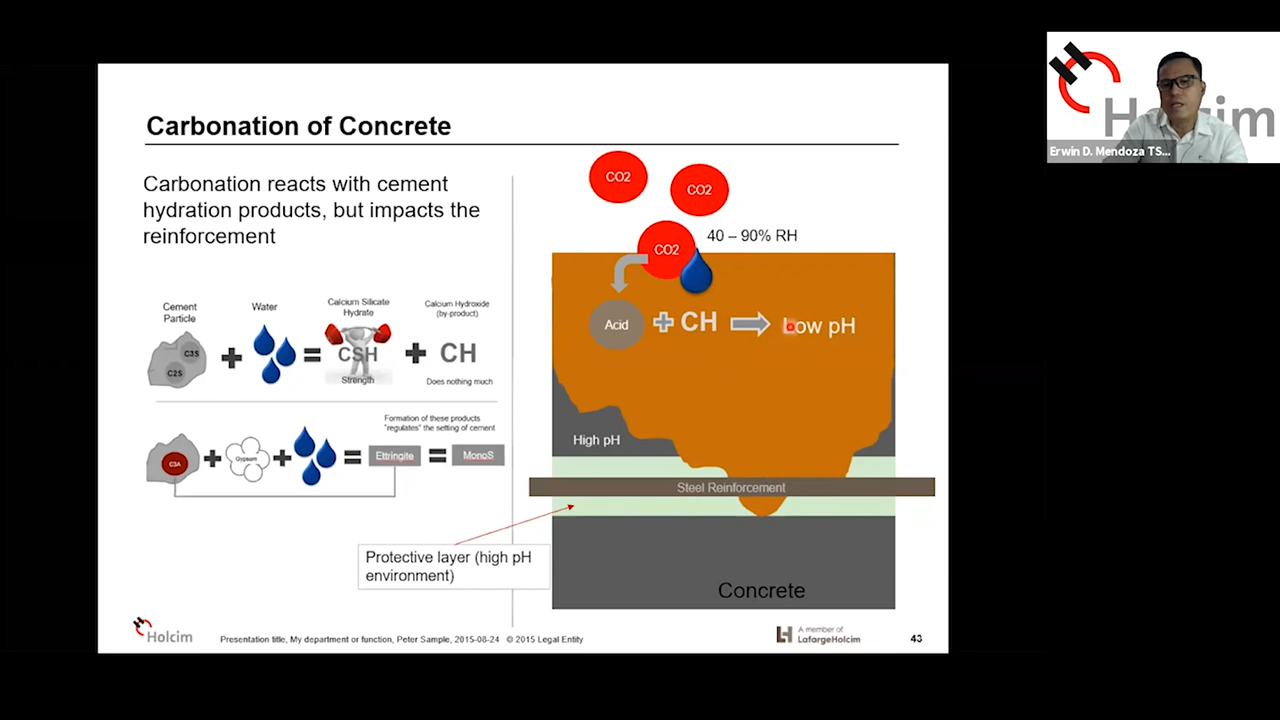 Carbonation of Concrete
Carbonation reacts with cement
hydration products, but impacts the
reinforcement
Cement
Particle
Water
Calcium Silicate
Hydrate
Calcium Hydroxide
(by-product)
C3S
C2S
CSH
CH
Strength
Does nothing much
Formation of these products
"regulates" the setting of cement
C3A
Gypsum
Ettringite
MonoS
CO2
CO2
CO2
40 – 90% RH
Acid
CH
Low pH
High pH
Steel Reinforcement
Protective layer (high pH
environment)
Concrete
Holcim
Presentation title, My department or function, Peter Sample, 2015-08-24 © 2015 Legal Entity
A member of
LafargeHolcim
43
Holcim
Erwin D. Mendoza TS...